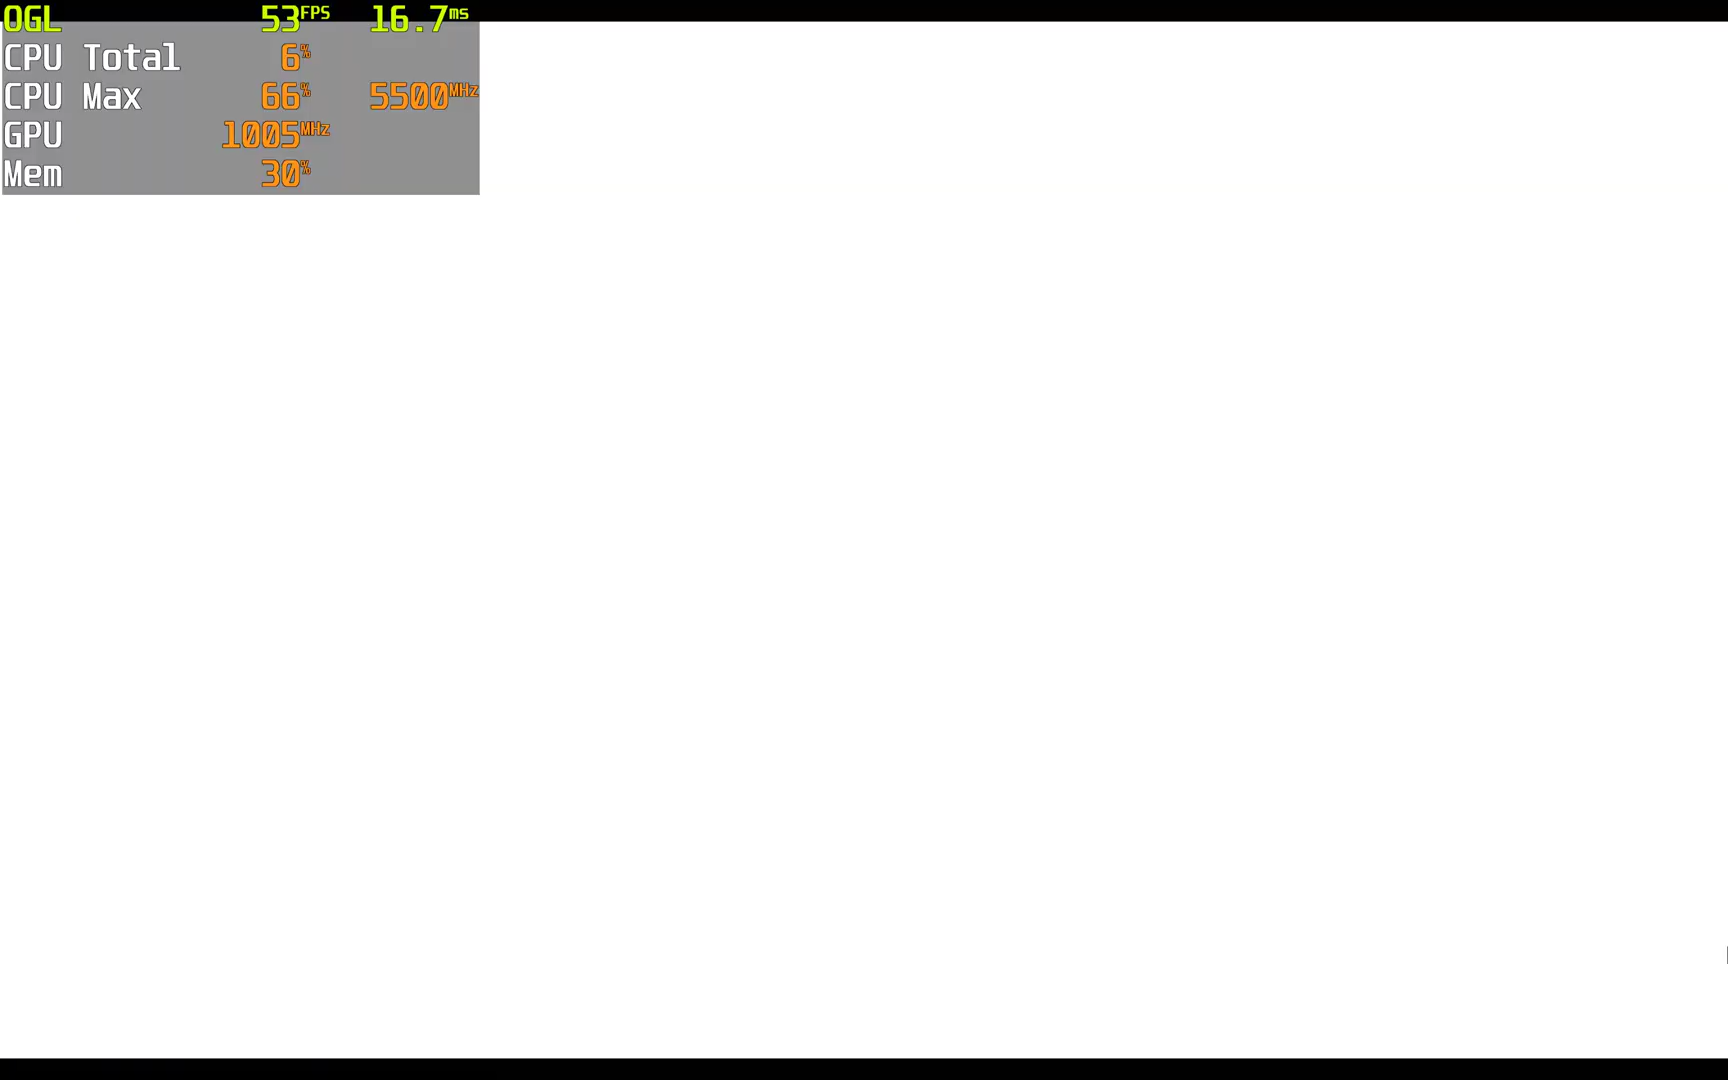 OGL 53FPS 16.7ms
CPU Total 6%
CPU Max 66% 5500MHz
GPU 1005MHz
Mem 30%